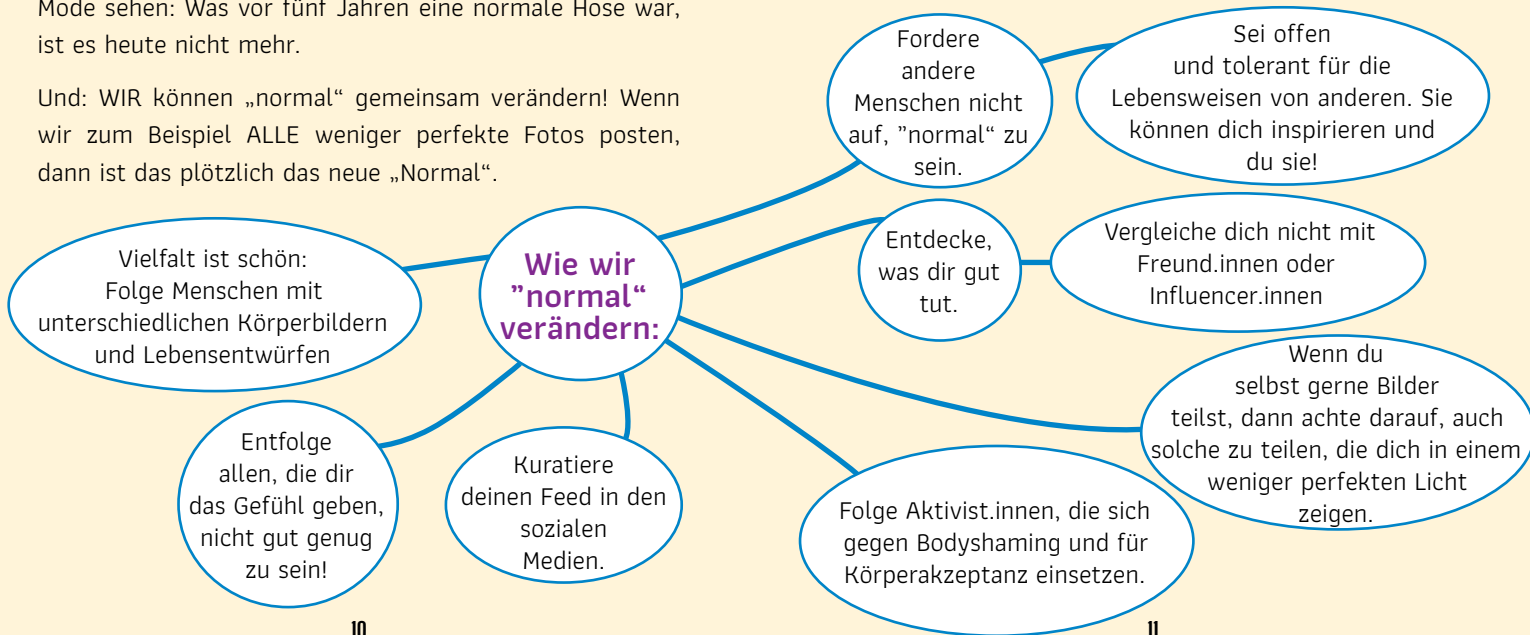 Mode sehen: Was vor fünf Jahren eine normale Hose war,
ist es heute nicht mehr.
Und: WIR können „normal“ gemeinsam verändern! Wenn
wir zum Beispiel ALLE weniger perfekte Fotos posten,
dann ist das plötzlich das neue „Normal“.
Wie wir
"normal“
verändern:
Vielfalt ist schön:
Folge Menschen mit
unterschiedlichen Körperbildern
und Lebensentwürfen
Entfolge
allen, die dir
das Gefühl geben,
nicht gut genug
zu sein!
Kuratiere
deinen Feed in den
sozialen
Medien.
Fordere
andere
Menschen nicht
auf, "normal“ zu
sein.
Sei offen
und tolerant für die
Lebensweisen von anderen. Sie
können dich inspirieren und
du sie!
Entdecke,
was dir gut
tut.
Vergleiche dich nicht mit
Freund.innen oder
Influencer.innen
Wenn du
selbst gerne Bilder
teilst, dann achte darauf, auch
solche zu teilen, die dich in einem
weniger perfekten Licht
zeigen.
Folge Aktivist.innen, die sich
gegen Bodyshaming und für
Körperakzeptanz einsetzen.
10
11